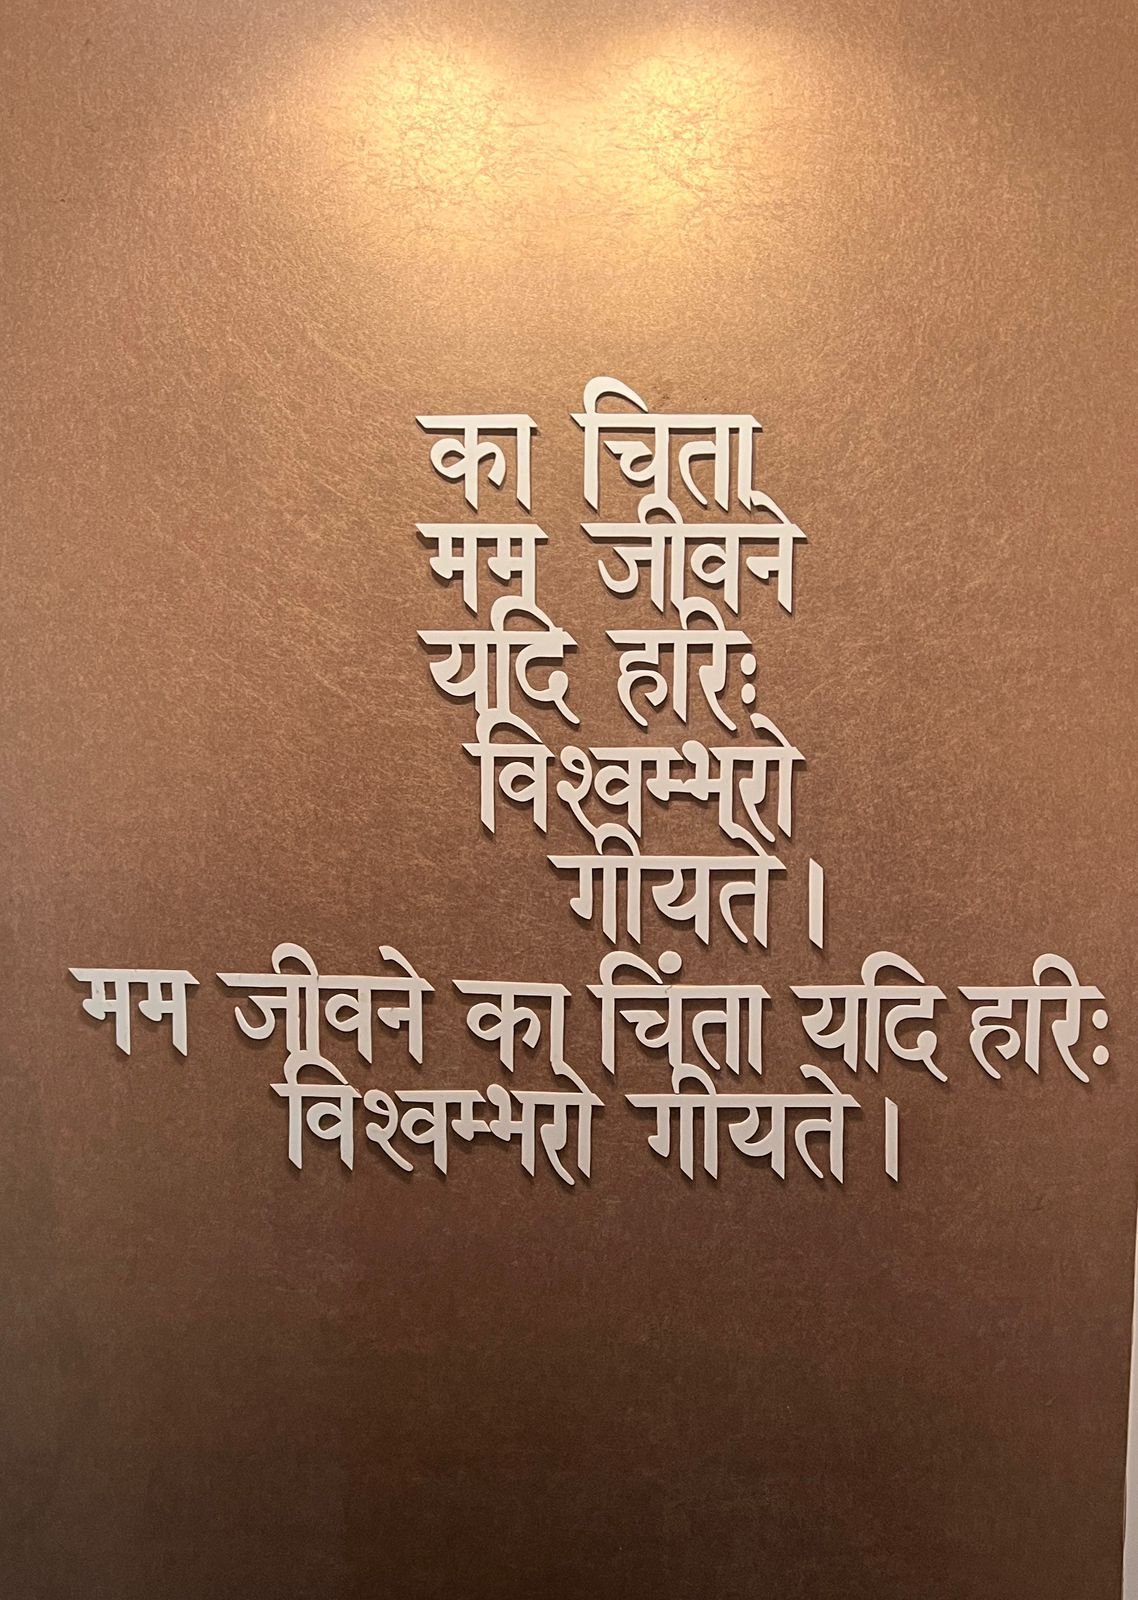 का चिता
मम जीवने
यदि हरिः
विश्वम्भरो
गीयते ।
मम जीवने का चिंता यदि हरिः
विश्वम्भरो गीयते ।